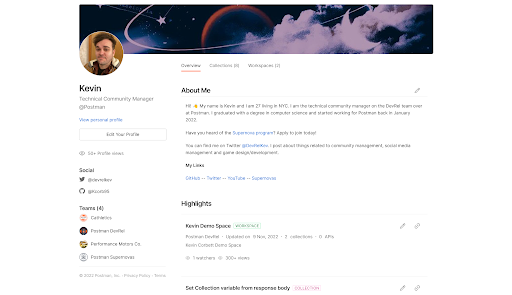 Overview
Collections (8)
Workspaces (2)
Kevin
Technical Community Manager
@Postman
View personal profile
Edit Your Profile
50+ Profile views
Social
@devrelkev
Teams (4)
Cathletics
Postman DevRel
Performance Motors Co.
Postman Supernovas
© 2022 Postman, Inc. · Privacy Policy · Terms
About Me
Hi! My name is Kevin and I am 27 living in NYC, I am the technical community manager on the DevRel team over
at Postman. I graduated with a degree in computer science and started working for Postman back in January
2022.
Have you heard of the Supernova program? Apply to join today!
You can find me on Twitter @DevRelKev I post about things related to community management, social media
management and game design/development.
My Links
GitHub -- Twitter -- YouTube -- Supernovas
Highlights
Kevin Demo Space WORKSPACE
Postman DevRel · Updated on 9 Nov, 2022 · 2 collections · 0 APIs
Kevin Corbett Demo Space
1 watchers 300+ views
Set Collection variable from response body COLLECTION